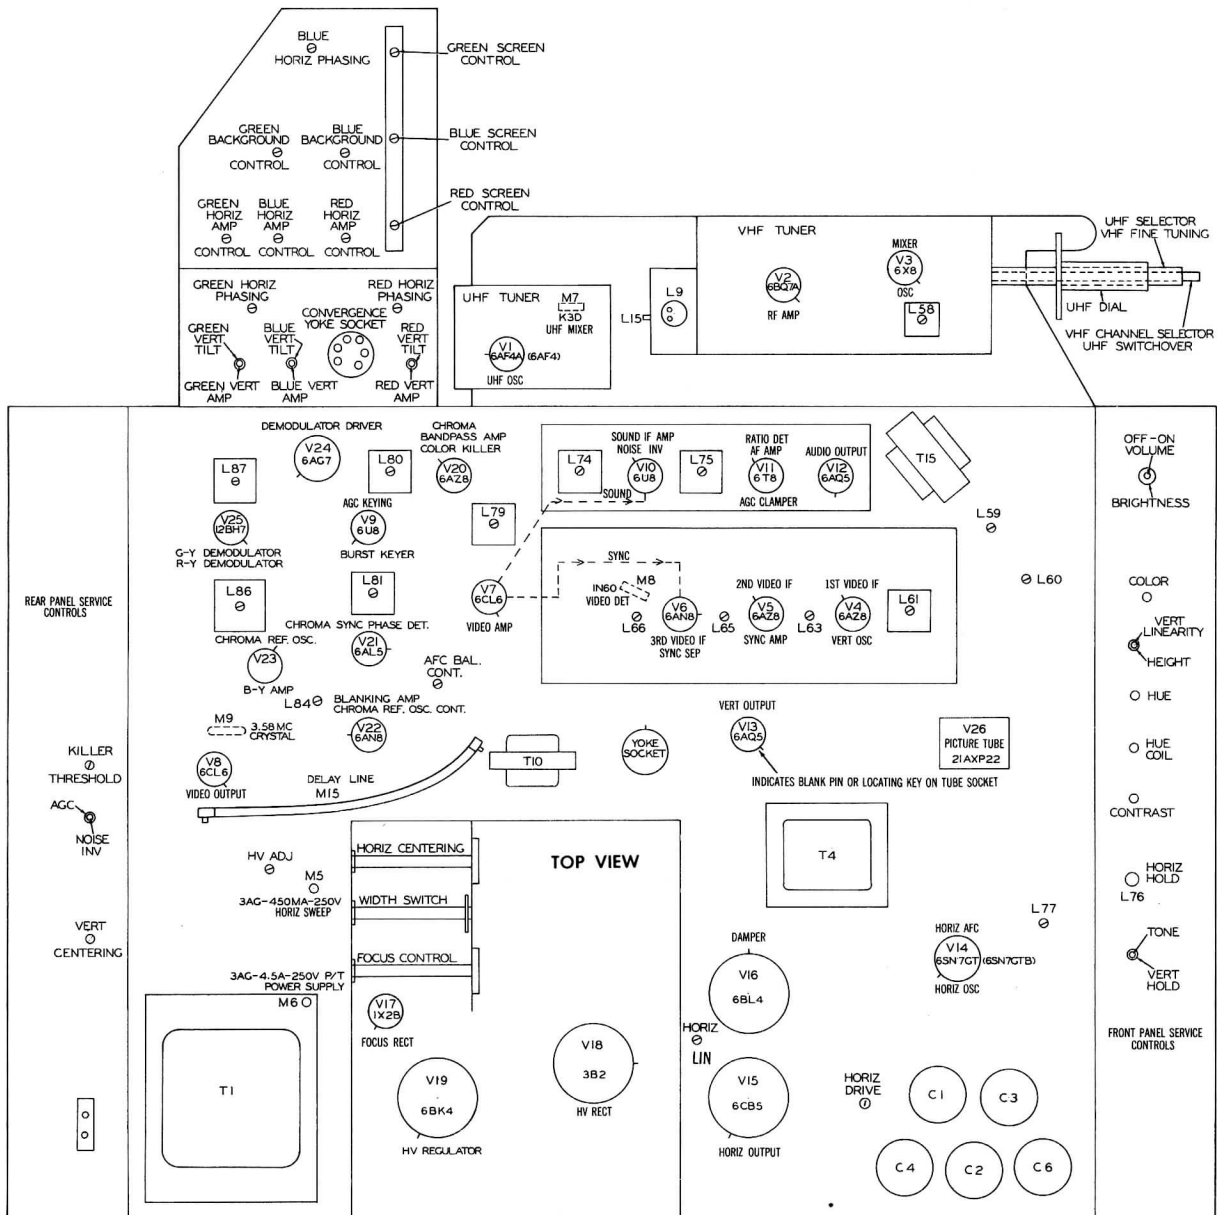 BLUE
HORIZ PHASING
GREEN SCREEN
CONTROL
GREEN
BACKGROUND
CONTROL
BLUE
BACKGROUND
CONTROL
BLUE SCREEN
CONTROL
RED SCREEN
CONTROL
GREEN
HORIZ
AMP
CONTROL
BLUE
HORIZ
AMP
CONTROL
RED
HORIZ
AMP
CONTROL
GREEN HORIZ
PHASING
RED HORIZ
PHASING
CONVERGENCE
YOKE SOCKET
GREEN
VERT
TILT
BLUE
VERT
TILT
RED
VERT
TILT
GREEN VERT
AMP
BLUE VERT
AMP
RED VERT
AMP
UHF TUNER
M7
K3D
UHF MIXER
V1
6AF4A (6AF4)
UHF OSC
L15
L9
VHF TUNER
V2
6BQ7A
RF AMP
MIXER
V3
6X8
OSC
L58
UHF SELECTOR
VHF FINE TUNING
UHF DIAL
VHF CHANNEL SELECTOR
UHF SWITCHOVER
DEMODULATOR DRIVER
V24
6AG7
L87
L80
CHROMA
BANDPASS AMP
COLOR KILLER
V20
6AZ8
L74
SOUND IF AMP
NOISE INV
V10
6U8
SOUND
L75
RATIO DET
AF AMP
V11
6T8
AGC CLAMPER
AUDIO OUTPUT
V12
6AQ5
T15
OFF-ON
VOLUME
BRIGHTNESS
V25
12BH7
G-Y DEMODULATOR
R-Y DEMODULATOR
AGC KEYING
V9
6U8
BURST KEYER
L79
L59
L60
L86
L81
V7
6CL6
VIDEO AMP
SYNC
M8
IN60
VIDEO DET
L66
V6
6AN8
3RD VIDEO IF
SYNC SEP
L65
2ND VIDEO IF
V5
6AZ8
SYNC AMP
L63
1ST VIDEO IF
V4
6AZ8
VERT OSC
L61
REAR PANEL SERVICE
CONTROLS
COLOR
VERT
LINEARITY
HEIGHT
CHROMA REF. OSC.
V23
B-Y AMP
CHROMA SYNC PHASE DET.
V21
6AL5
AFC BAL.
CONT.
HUE
L84
BLANKING AMP
CHROMA REF. OSC. CONT.
V22
6AN8
M9
3.58 MC
CRYSTAL
V8
6CL6
VIDEO OUTPUT
DELAY LINE
M15
T10
YOKE
SOCKET
VERT OUTPUT
V13
6AQ5
INDICATES BLANK PIN OR LOCATING KEY ON TUBE SOCKET
V26
PICTURE TUBE
21AXP22
HUE
COIL
KILLER
THRESHOLD
AGC
NOISE
INV
CONTRAST
HV ADJ
M5
3AG-450MA-250V
HORIZ SWEEP
HORIZ CENTERING
WIDTH SWITCH
FOCUS CONTROL
TOP VIEW
T4
HORIZ
HOLD
L76
VERT
CENTERING
3AG-4.5A-250V P/T
POWER SUPPLY
M6
L77
DAMPER
V16
6BL4
HORIZ AFC
V14
6SN7GT (6SN7GTB)
HORIZ OSC
TONE
VERT
HOLD
V17
1X2B
FOCUS RECT
V18
3B2
HV RECT
HORIZ
LIN
FRONT PANEL SERVICE
CONTROLS
T1
V19
6BK4
HV REGULATOR
V15
6CB5
HORIZ OUTPUT
HORIZ
DRIVE
C1
C3
C4
C2
C6